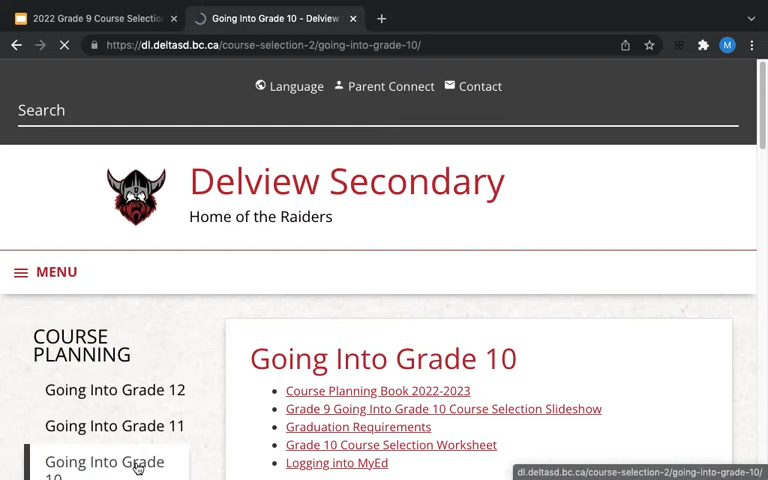 2022 Grade 9 Course Selectio
Going Into Grade 10 - Delview
https://dl.deltasd.bc.ca/course-selection-2/going-into-grade-10/
M
Language Parent Connect Contact
Search
Delview Secondary
Home of the Raiders
MENU
COURSE
PLANNING
Going Into Grade 12
Going Into Grade 11
Going Into Grade
10
Going Into Grade 10
Course Planning Book 2022-2023
Grade 9 Going Into Grade 10 Course Selection Slideshow
Graduation Requirements
Grade 10 Course Selection Worksheet
Logging into MyEd
dl.deltasd.bc.ca/course-selection-2/going-into-grade-10/